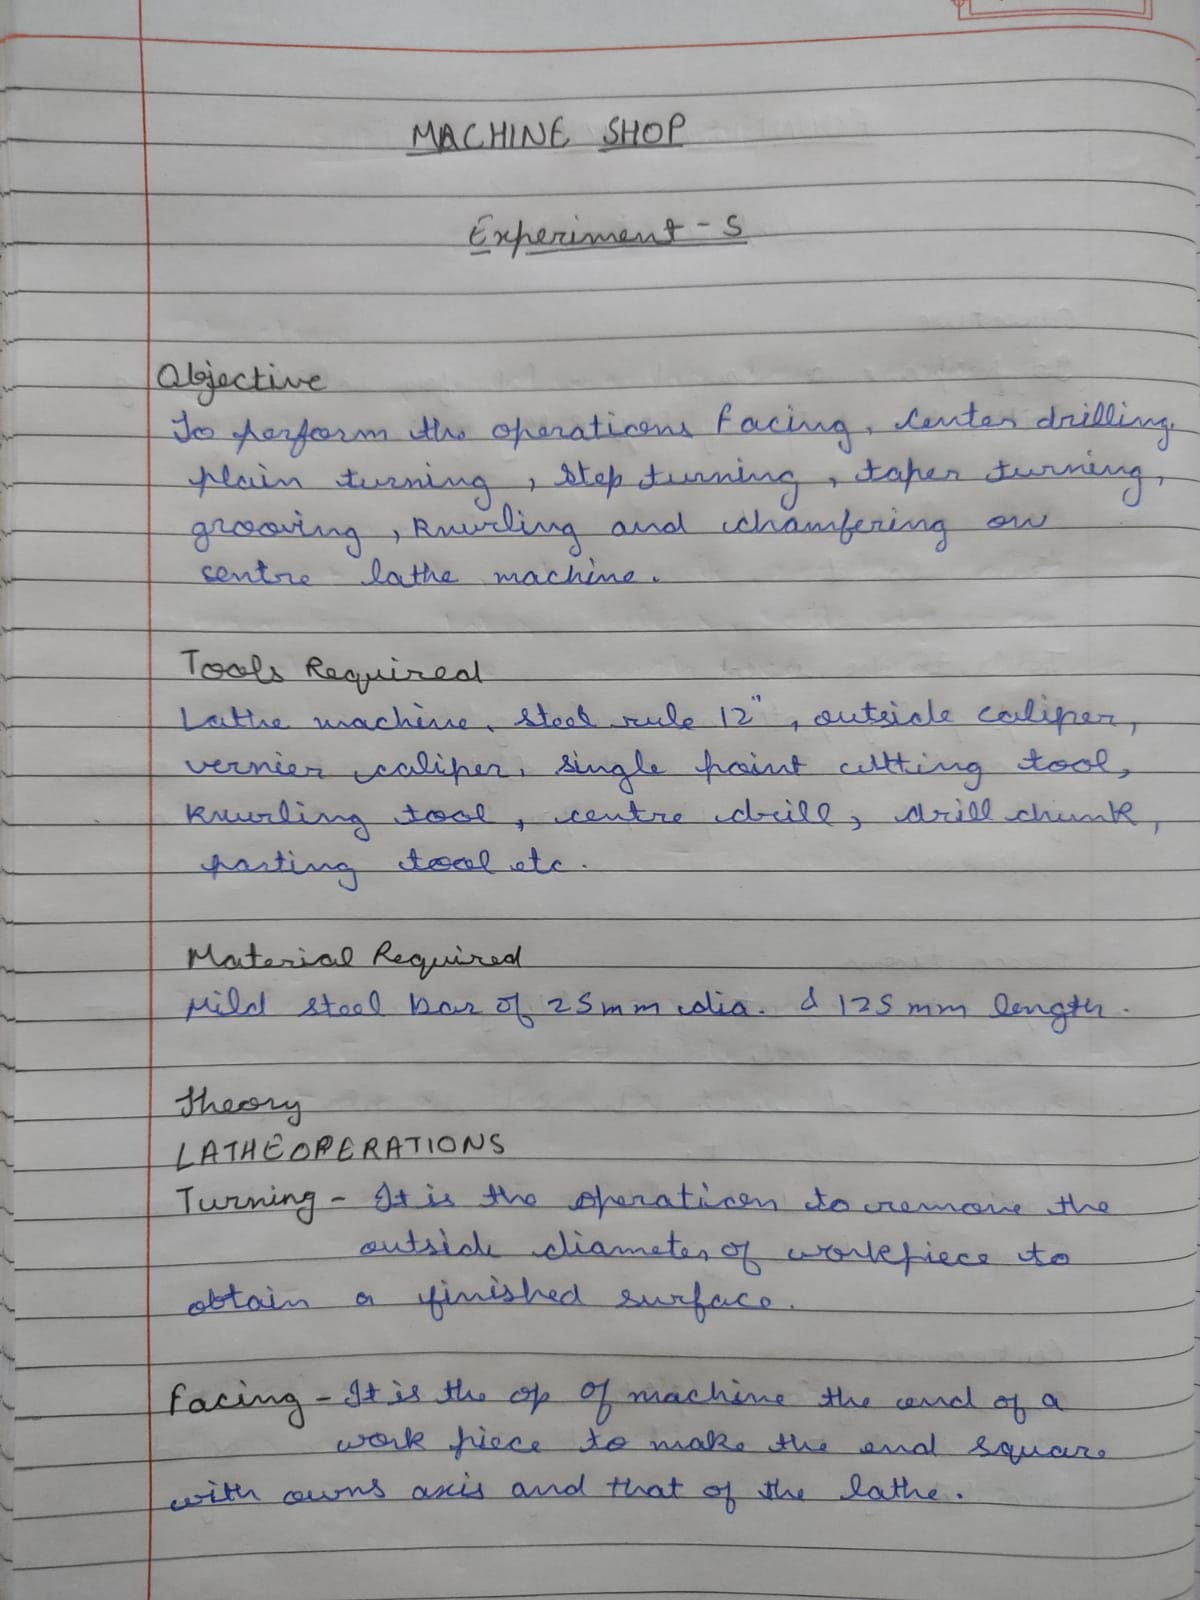 MACHINE SHOP
Experiment - 5
Objective
To perform the operations facing, center drilling,
plain turning, step turning, taper turning,
grooving, Knurling and chamfering on
centre lathe machine.
Tools Required
Lathe machine, steel rule 12", outside caliper,
vernier caliper, single point cutting tool,
Knurling tool, centre drill, drill chunk,
parting tool etc.
Material Required
Mild steel bar of 25mm dia. & 125 mm length.
Theory
LATHE OPERATIONS
Turning - It is the operation to remove the
outside diameter of workpiece to
obtain a finished surface.
Facing - It is the op of machine the end of a
work piece to make the end square
with owns axis and that of the lathe.